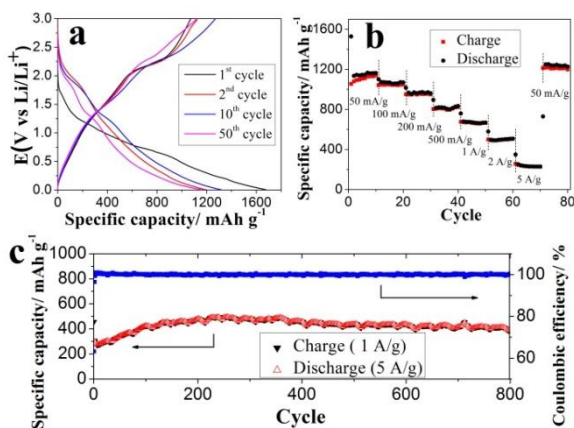 a
E(V vs Li/Li+)
3.0
2.5
2.0
1.5
1.0
0.5
0.0
1st cycle
2nd cycle
10th cycle
50th cycle
0 400 800 1200 1600
Specific capacity/ mAh g-1
b
Specific capacity/ mAh g-1
1600
1200
800
400
0
Charge
Discharge
50 mA/g
100 mA/g
200 mA/g
500 mA/g
1 A/g
2 A/g
5 A/g
50 mA/g
0 20 40 60 80
Cycle
c
Specific capacity/ mAh g-1
1000
800
600
400
200
0
Charge ( 1 A/g)
Discharge (5 A/g)
100
80
60
Coulombic efficiency/ %
0 200 400 600 800
Cycle